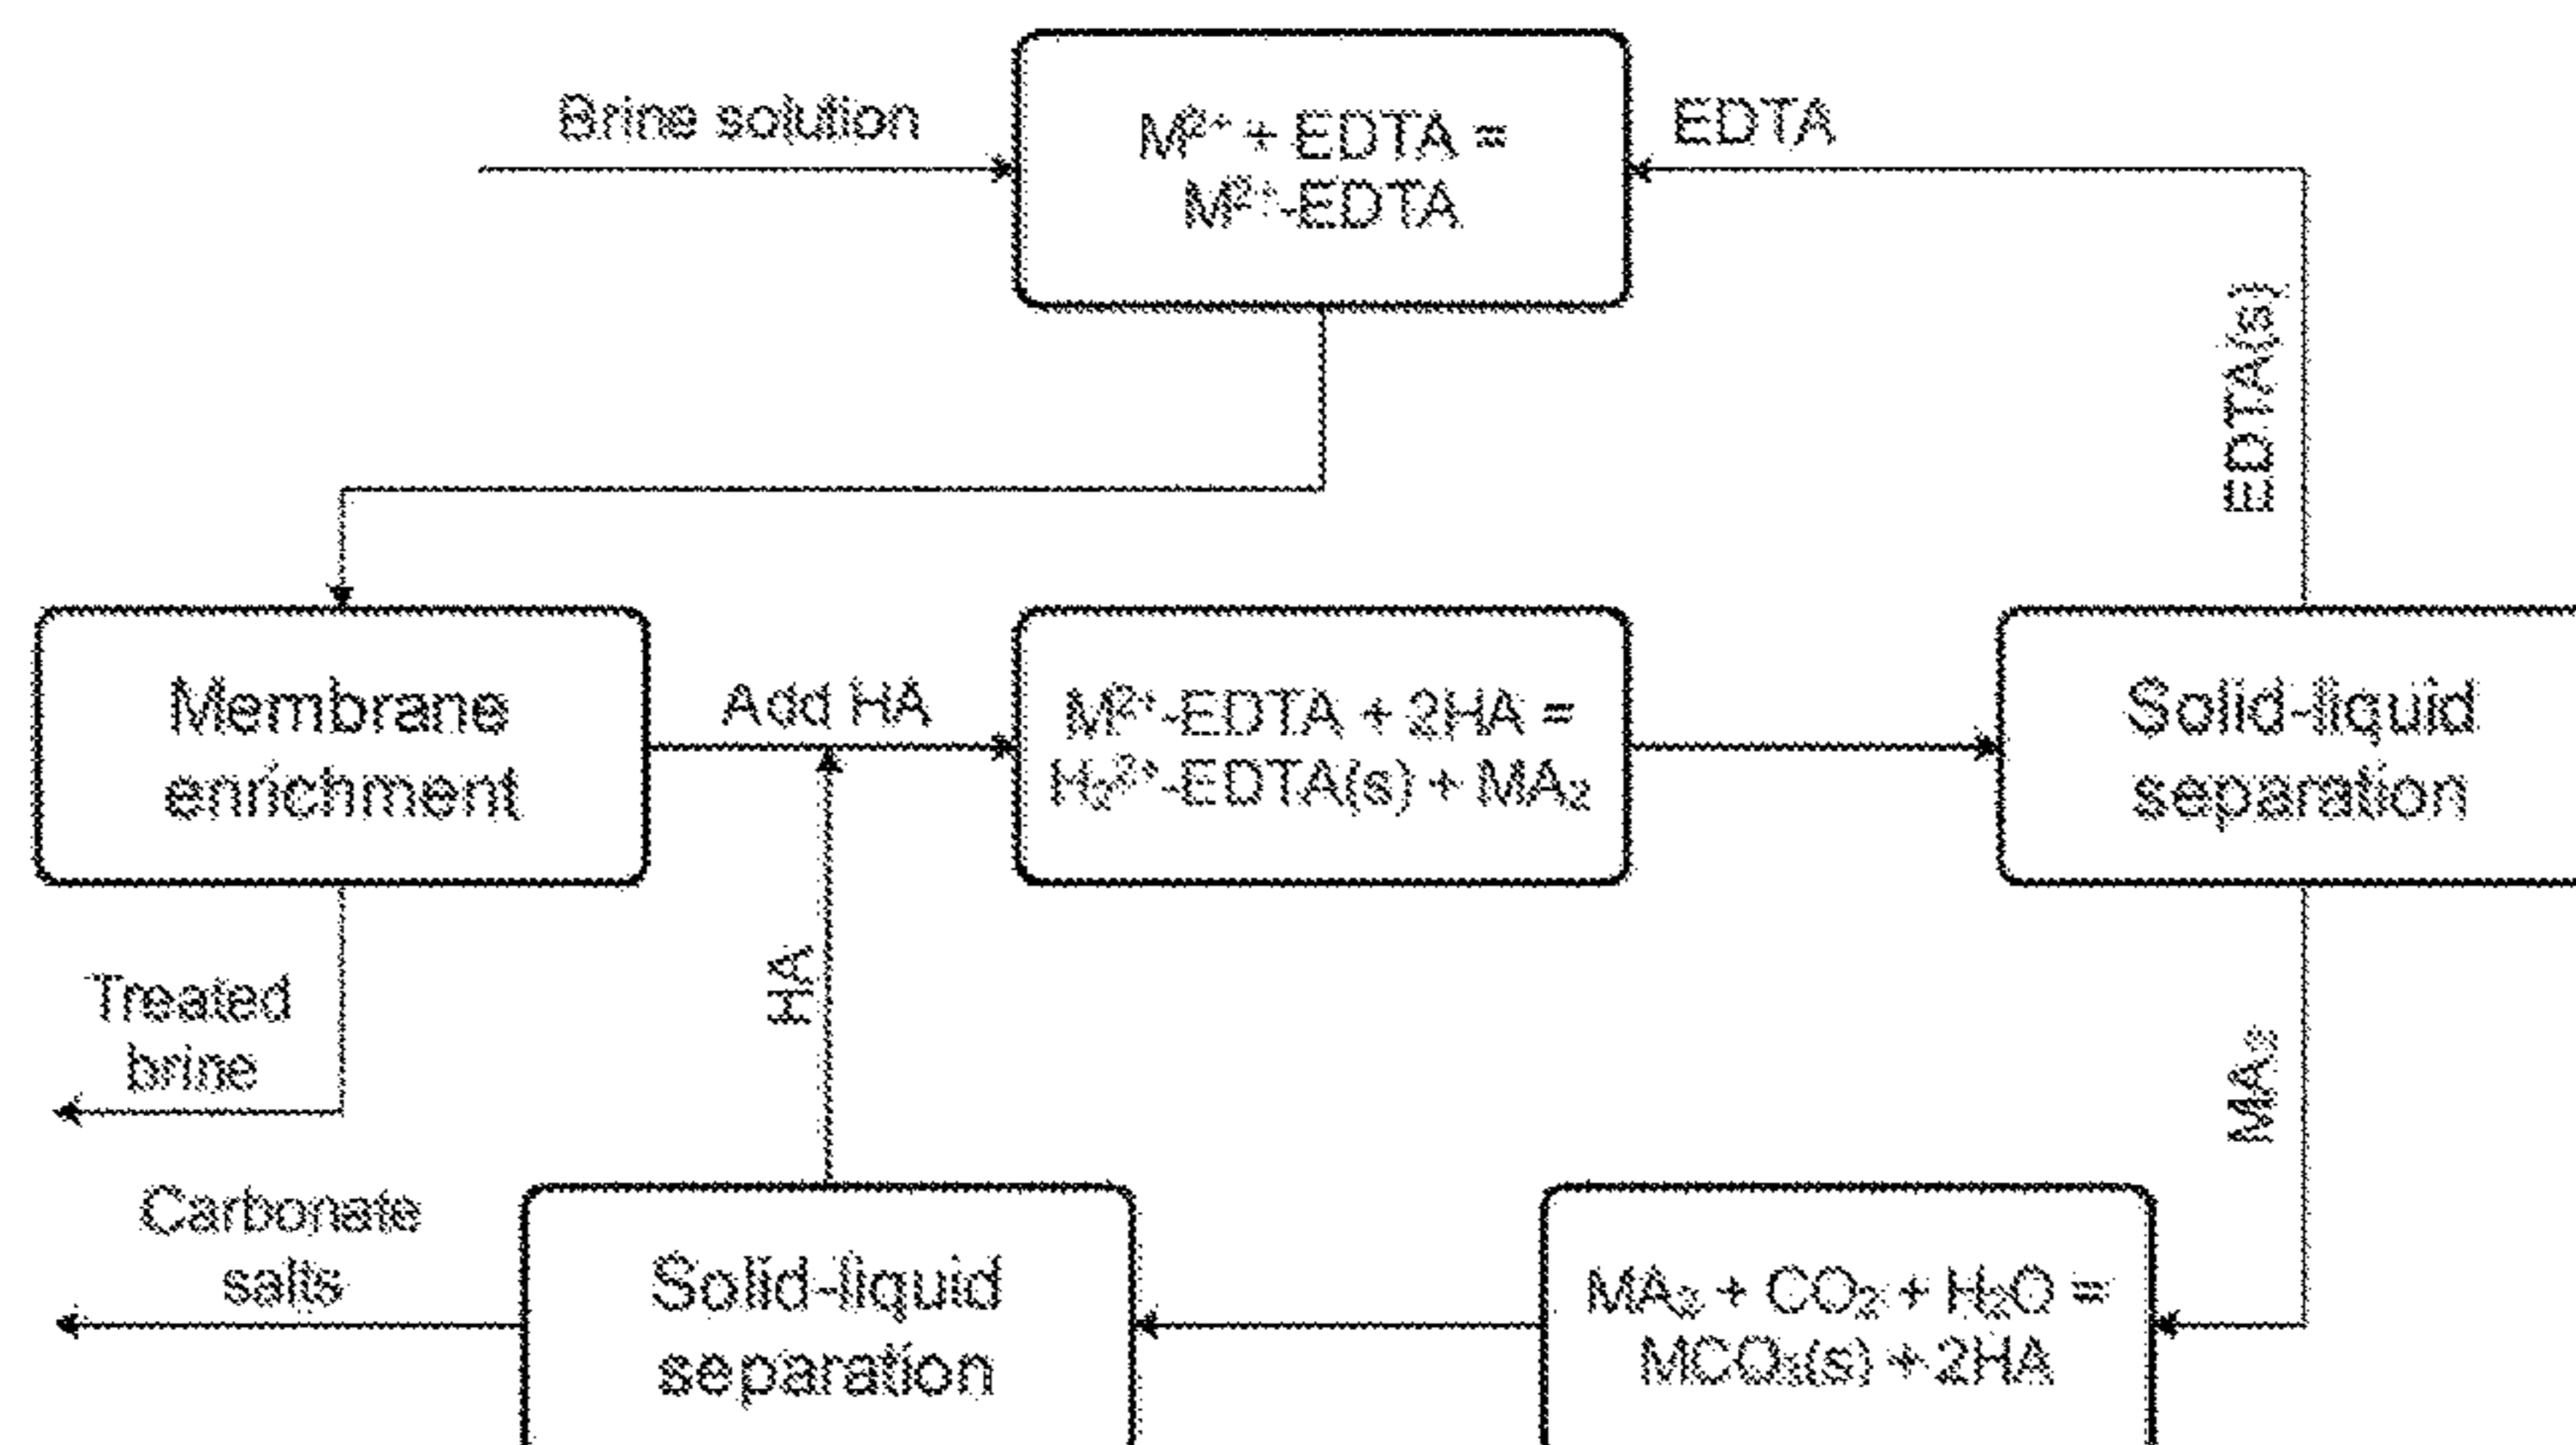 Brine solution
M²⁺ + EDTA =
M²⁺-EDTA
EDTA
EDTA(s)
Membrane
enrichment
Add HA
M²⁺-EDTA + 2HA =
H₂²⁺-EDTA(s) + MA₂
Solid-liquid
separation
Treated
brine
HA
MA₂
Carbonate
salts
Solid-liquid
separation
MA₂ + CO₂ + H₂O =
MCO₃(s) + 2HA